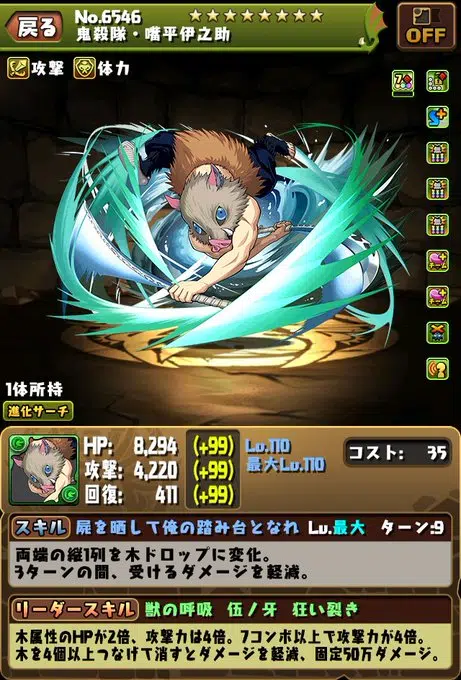 戻る
No.6546 ★★★★★★★
鬼殺隊・嘴平伊之助
OFF
攻撃 体力
7
チーム
チーム
1体所持
進化サーチ
HP: 8,294 (+99) Lv.110
攻撃: 4,220 (+99) 最大Lv.110
回復: 411 (+99)
コスト: 35
スキル 屍を晒して俺の踏み台となれ Lv.最大 ターン:9
両端の縦1列を木ドロップに変化。
3ターンの間、受けるダメージを軽減。
リーダースキル 獣の呼吸 伍ノ牙 狂い裂き
木属性のHPが2倍、攻撃力は4倍。7コンボ以上で攻撃力が4倍。
木を4個以上つなげて消すとダメージを軽減、固定50万ダメージ。